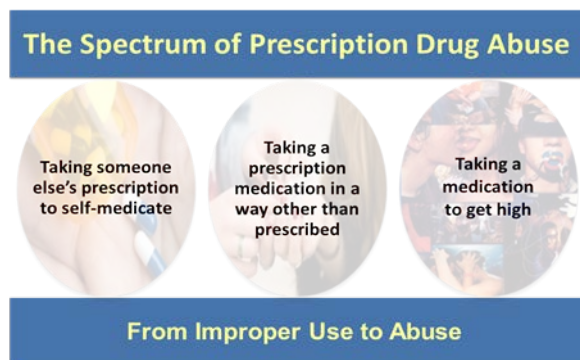 The Spectrum of Prescription Drug Abuse
Taking someone
else's prescription
to self-medicate
Taking a
prescription
medication in a
way other than
prescribed
Taking a
medication
to get high
From Improper Use to Abuse